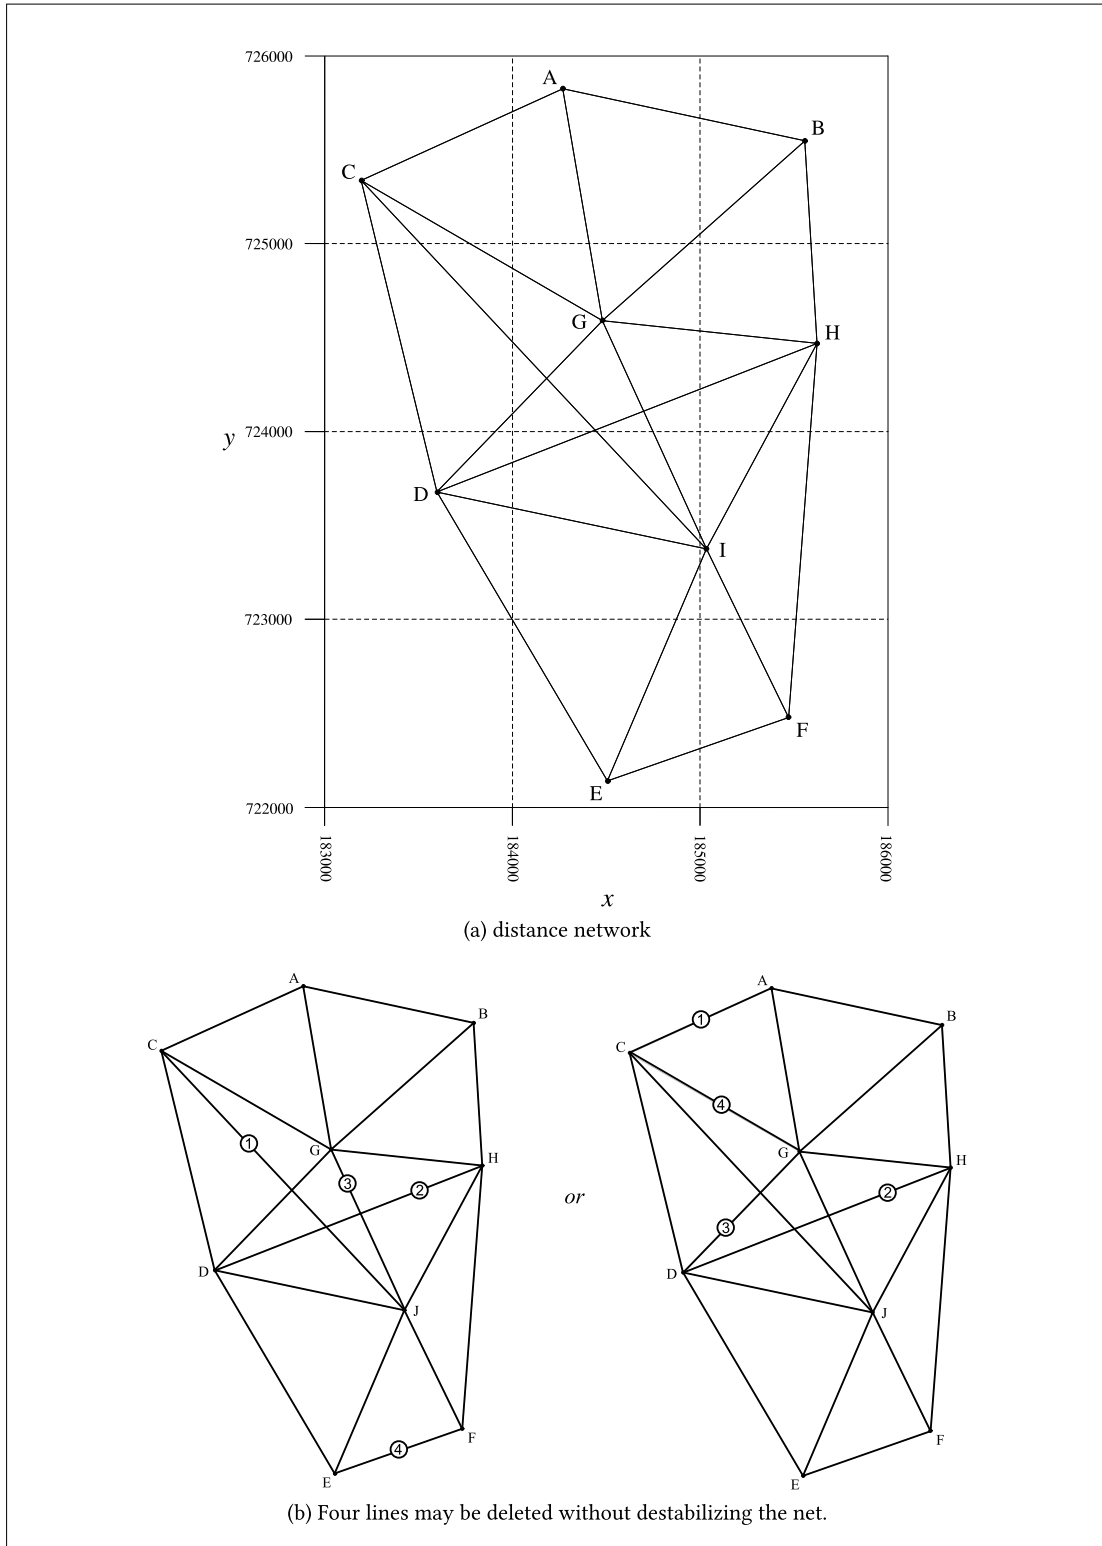 726000
A
B
C
725000
G
H
y
724000
D
I
723000
F
E
722000
183000
184000
185000
186000
x
(a) distance network
A
B
C
1
G
H
3
2
D
J
F
4
E
or
A
1
B
C
4
G
H
2
3
D
J
F
E
(b) Four lines may be deleted without destabilizing the net.